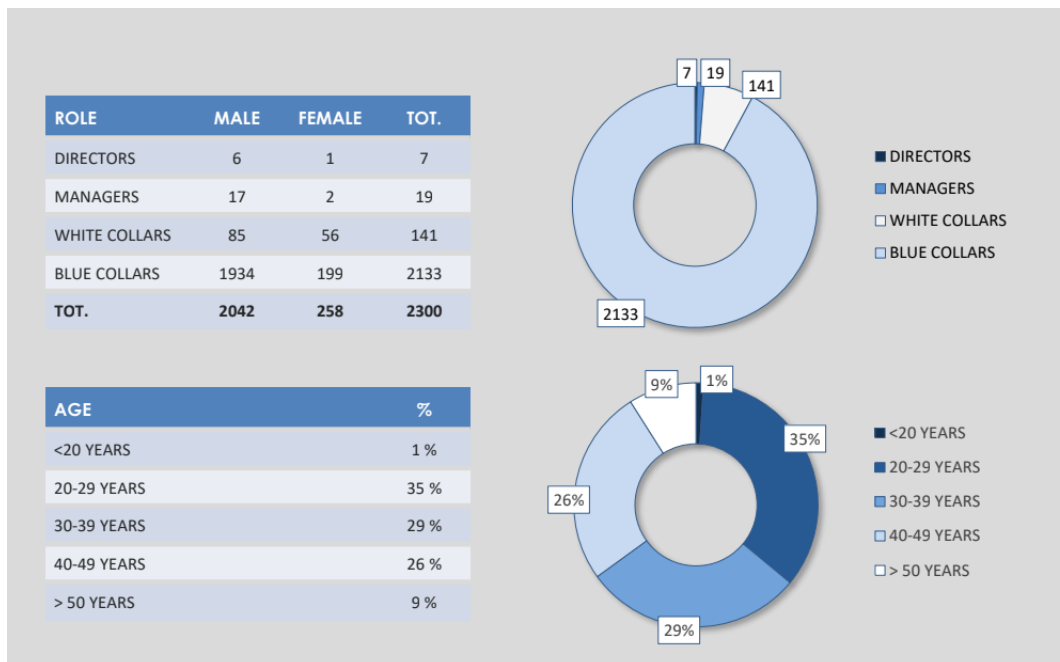 ROLE MALE FEMALE TOT.
DIRECTORS 6 1 7
MANAGERS 17 2 19
WHITE COLLARS 85 56 141
BLUE COLLARS 1934 199 2133
TOT. 2042 258 2300
7 19 141
2133
DIRECTORS
MANAGERS
WHITE COLLARS
BLUE COLLARS
AGE %
<20 YEARS 1 %
20-29 YEARS 35 %
30-39 YEARS 29 %
40-49 YEARS 26 %
> 50 YEARS 9 %
9% 1%
35%
26%
29%
<20 YEARS
20-29 YEARS
30-39 YEARS
40-49 YEARS
> 50 YEARS